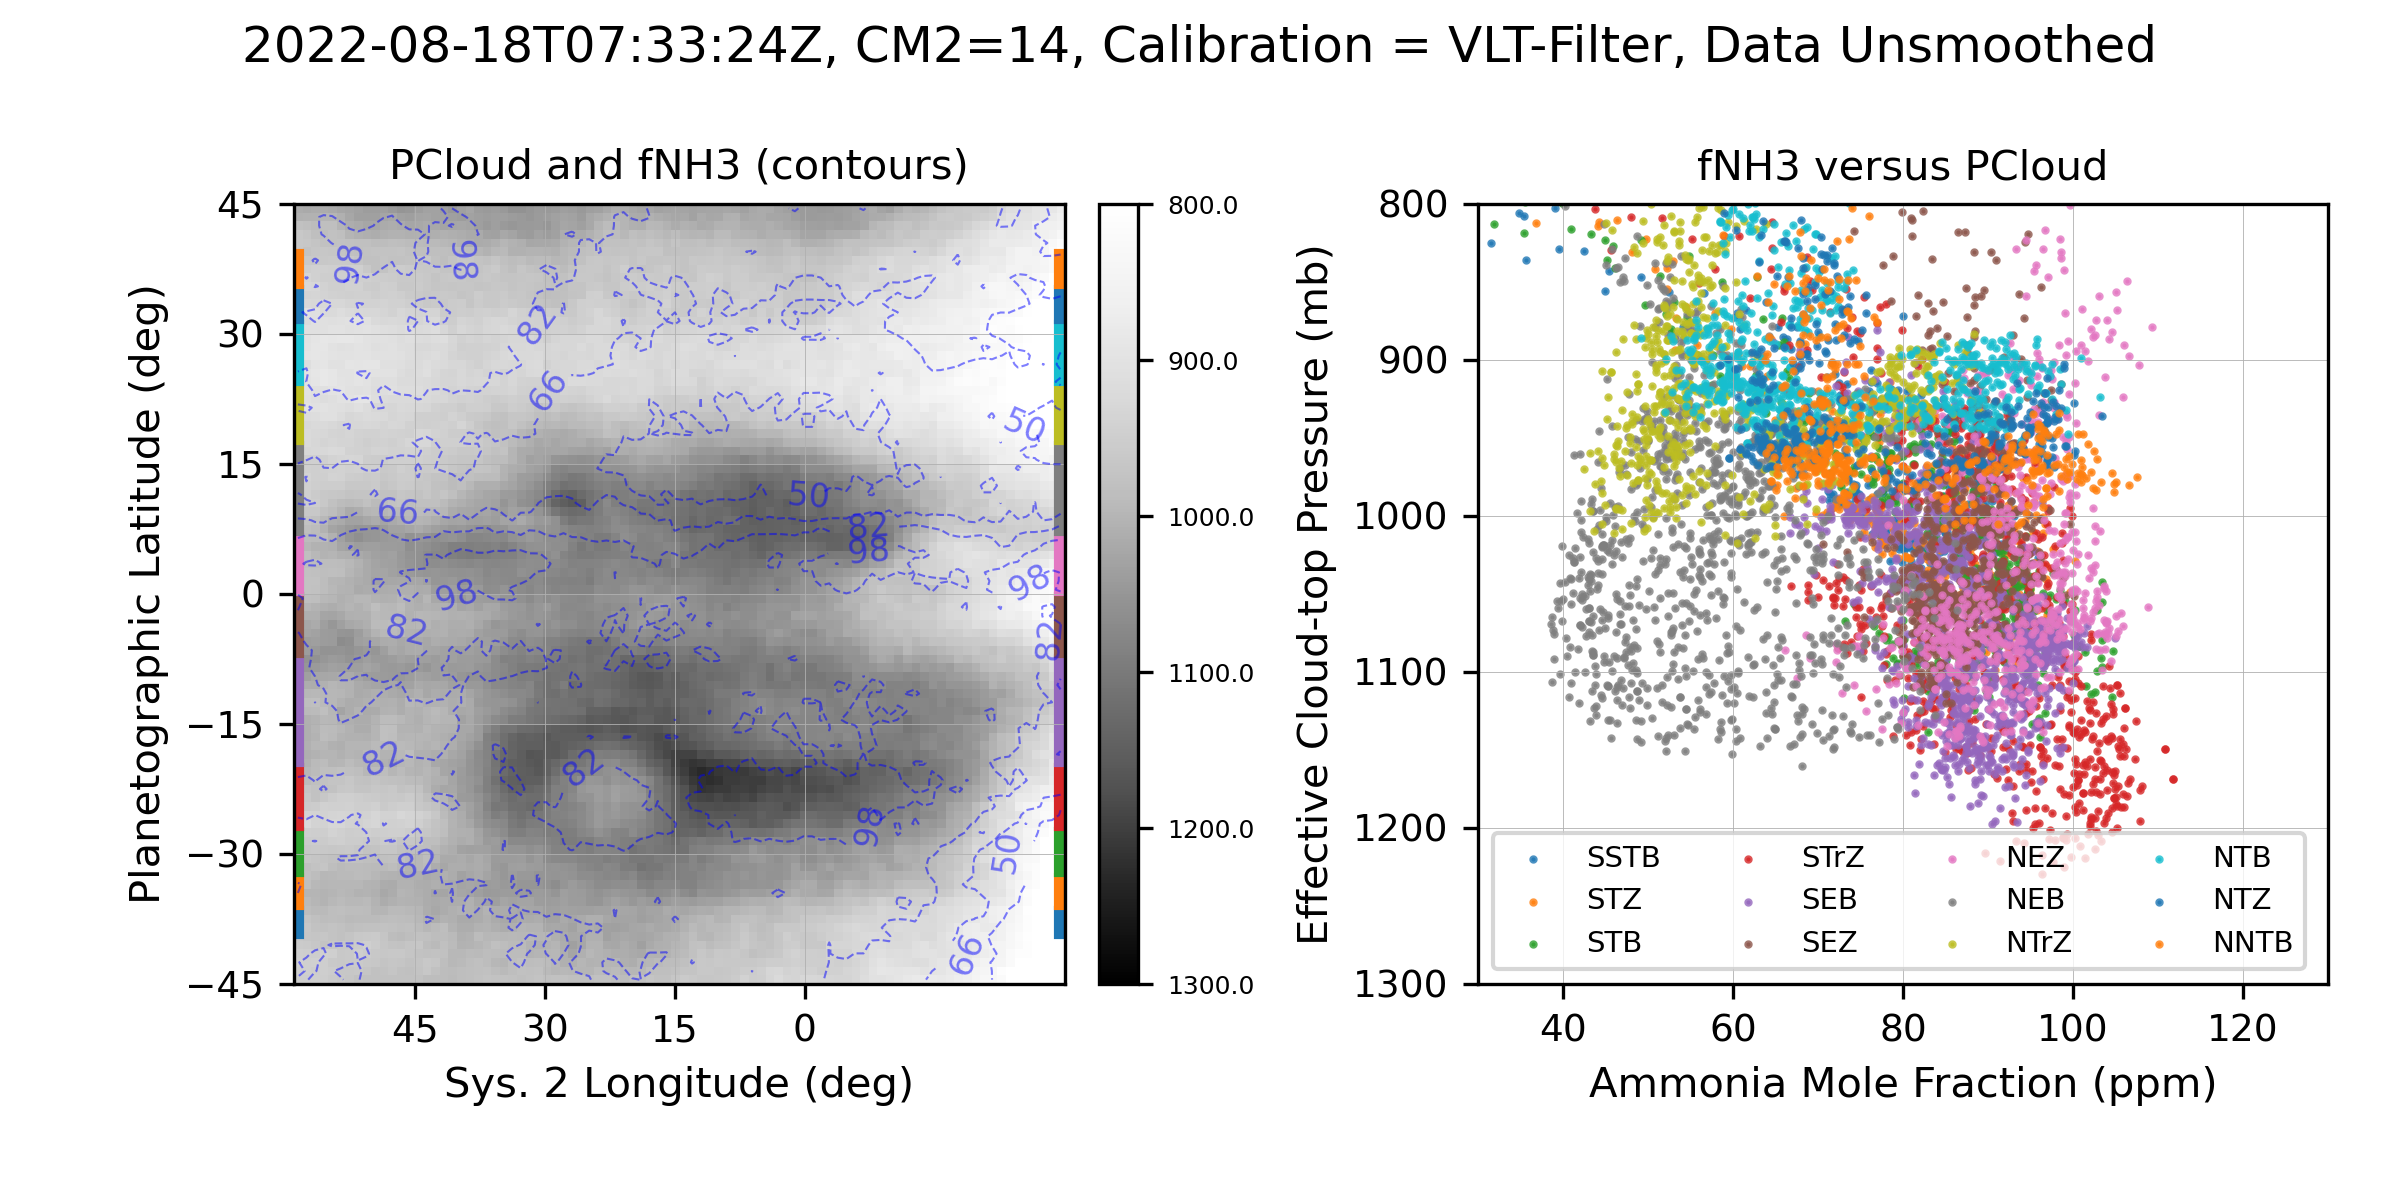 2022-08-18T07:33:24Z, CM2=14, Calibration = VLT-Filter, Data Unsmoothed
PCloud and fNH3 (contours)
45
30
15
0
−15
−30
−45
Planetographic Latitude (deg)
98
98
82
66
50
66
50
82
98
98
98
82
82
82
82
98
82
50
66
45
30
15
0
Sys. 2 Longitude (deg)
800.0
900.0
1000.0
1100.0
1200.0
1300.0
fNH3 versus PCloud
800
900
1000
1100
1200
1300
Effective Cloud-top Pressure (mb)
SSTB
STZ
STB
STrZ
SEB
SEZ
NEZ
NEB
NTrZ
NTB
NTZ
NNTB
40
60
80
100
120
Ammonia Mole Fraction (ppm)